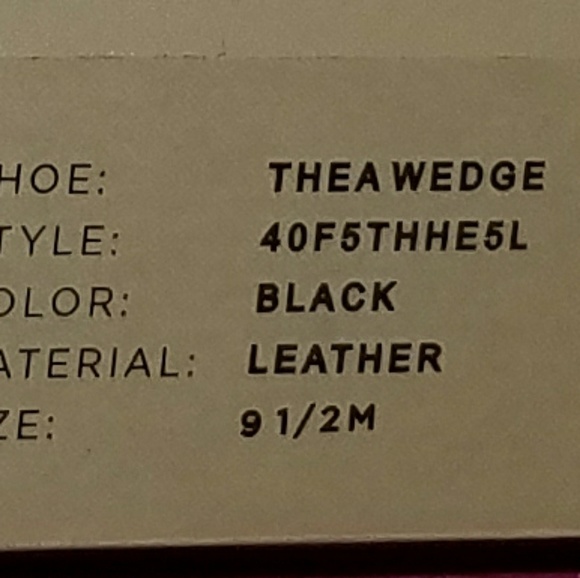 HOE: THEA WEDGE
TYLE: 40F5THHE5L
OLOR: BLACK
ATERIAL: LEATHER
ZE: 9 1/2M